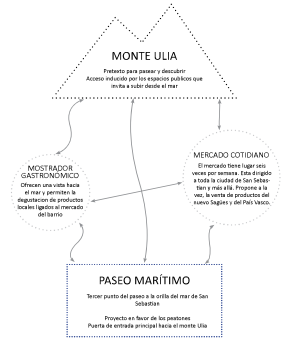 MONTE ULIA
Pretexto para pasear y descubrir
Acceso inducido por los espacios publicos que
invita a subir desde el mar
MOSTRADOR
GASTRONÓMICO
Ofrecen una vista hacia
el mar y permiten la
degustacion de productos
locales ligados al mercado
del barrio
MERCADO COTIDIANO
El mercado tiene lugar seis
veces por semana. Esta dirigido
a toda la ciudad de San Sebas-
tián y más allá. Propone a la
vez, la venta de productos del
nuevo Sagües y del País Vasco.
PASEO MARÍTIMO
Tercer punto del paseo a la orilla del mar de San
Sebastian
Proyecto en favor de los peatones
Puerta de entrada principal hacia el monte Ulia